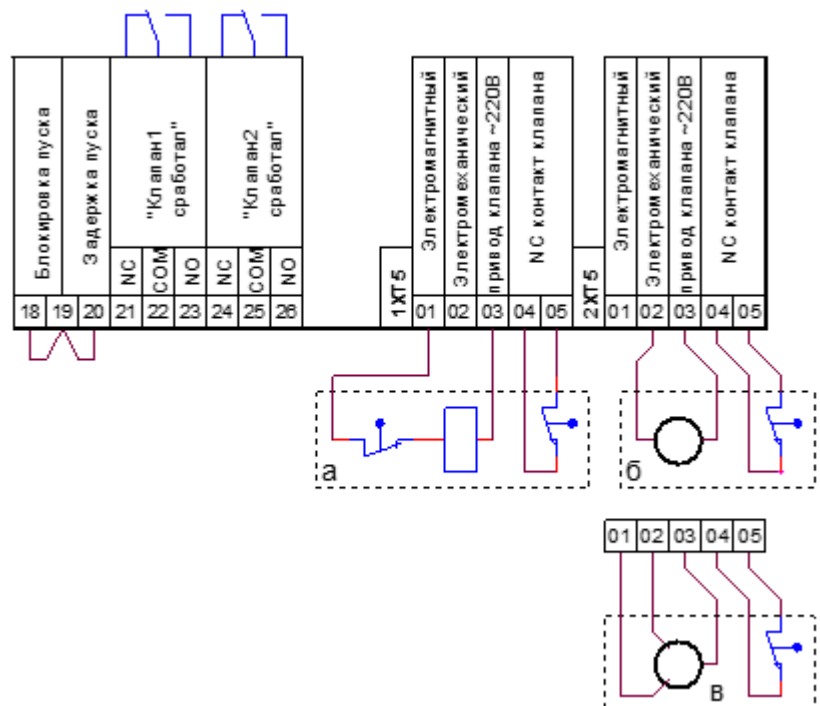 Блокировка пуска
Задержка пуска
"Клапан1
сработал"
"Клапан2
сработал"
NC
COM
NO
NC
COM
NO
18 19 20 21 22 23 24 25 26
1XT5
Электромагнитный
Электромеханический
привод клапана ~220В
NC контакт клапана
01 02 03 04 05
2XT5
Электромагнитный
Электромеханический
привод клапана ~220В
NC контакт клапана
01 02 03 04 05
а
б
01 02 03 04 05
в